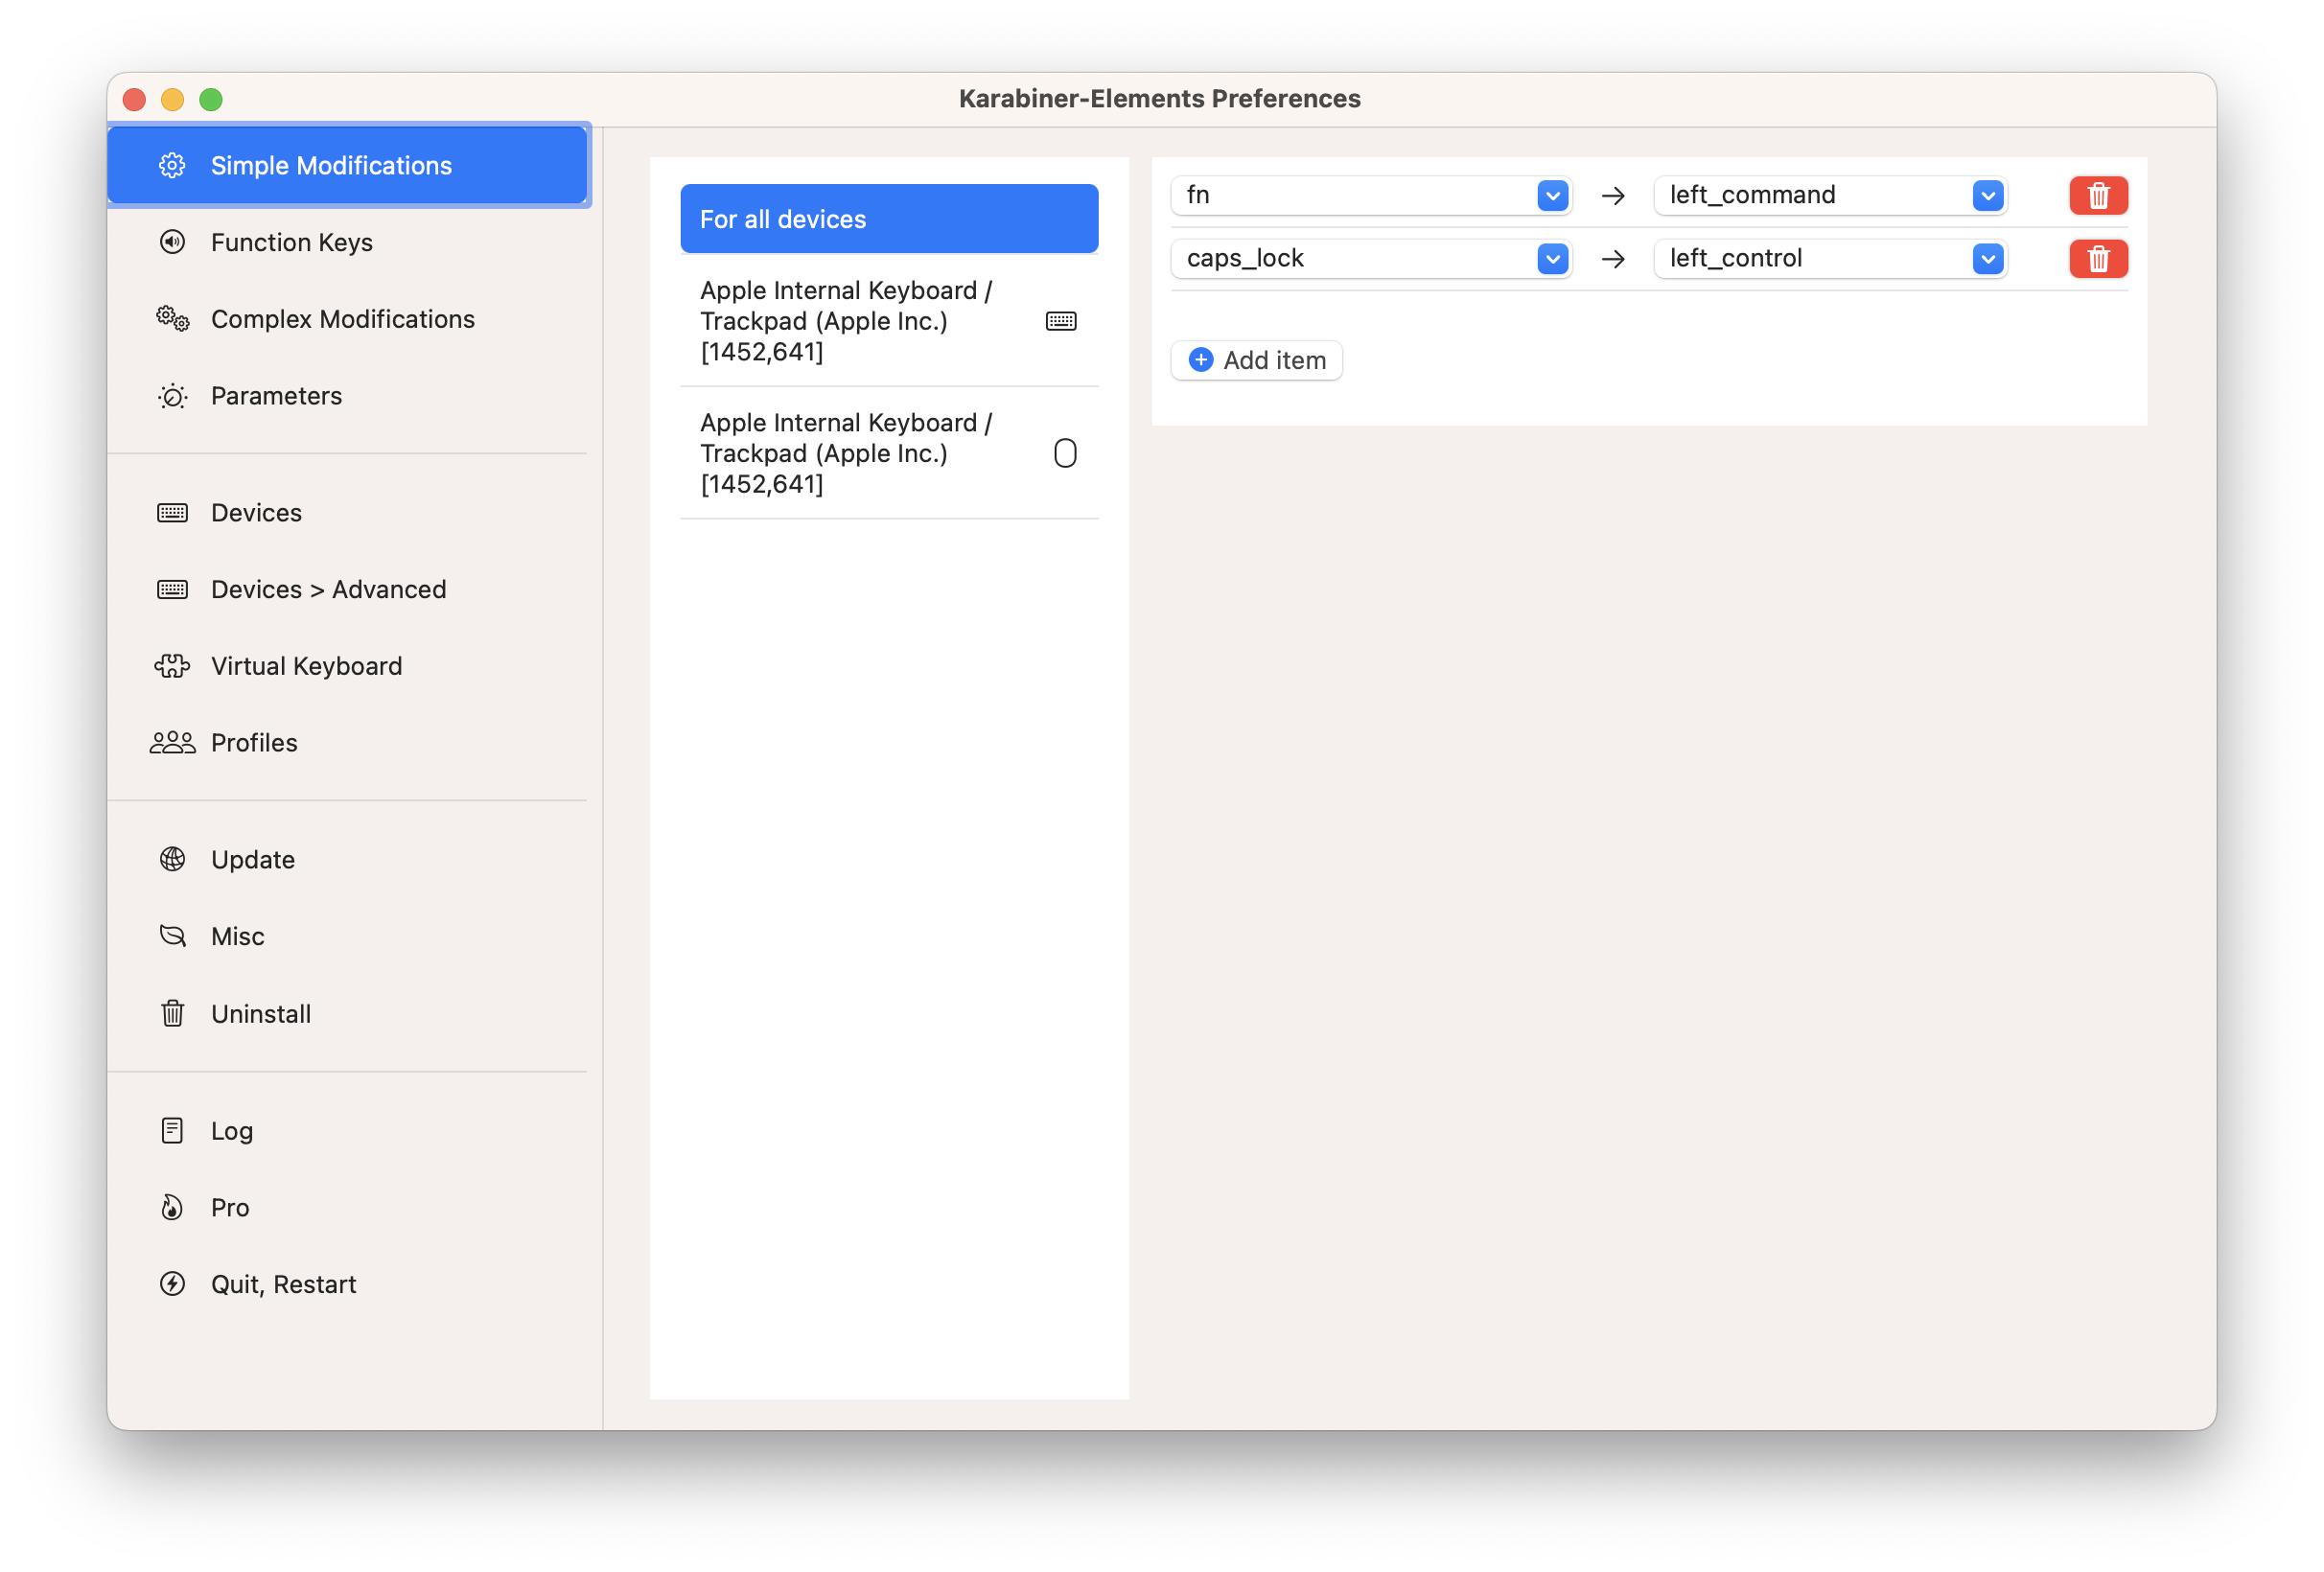 Karabiner-Elements Preferences
Simple Modifications
Function Keys
Complex Modifications
Parameters
Devices
Devices > Advanced
Virtual Keyboard
Profiles
Update
Misc
Uninstall
Log
Pro
Quit, Restart
For all devices
Apple Internal Keyboard /
Trackpad (Apple Inc.)
[1452,641]
Apple Internal Keyboard /
Trackpad (Apple Inc.)
[1452,641]
fn → left_command
caps_lock → left_control
Add item